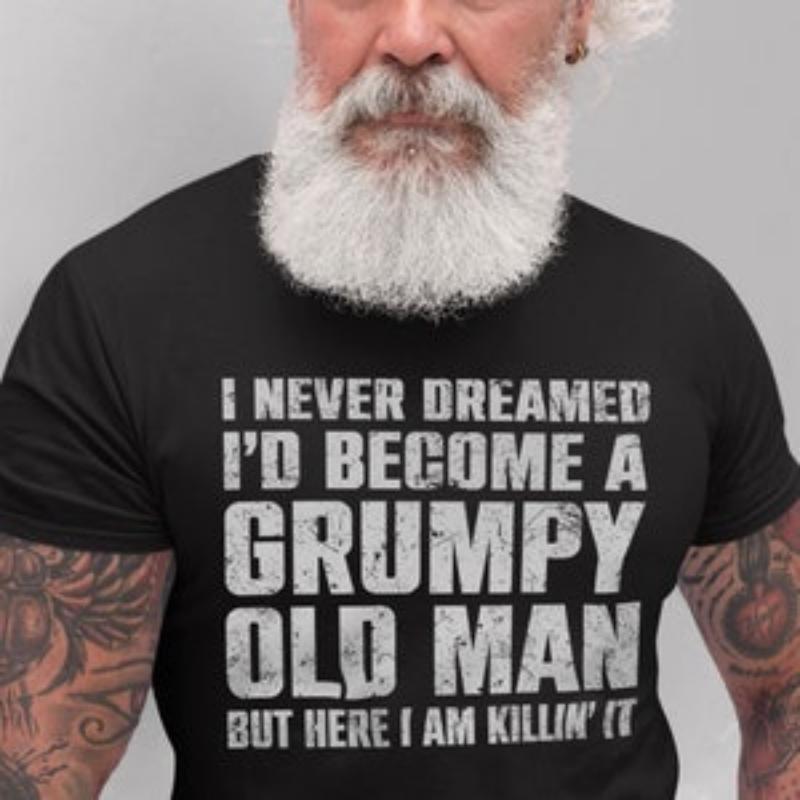 I NEVER DREAMED
I'D BECOME A
GRUMPY
OLD MAN
BUT HERE I AM KILLIN' IT